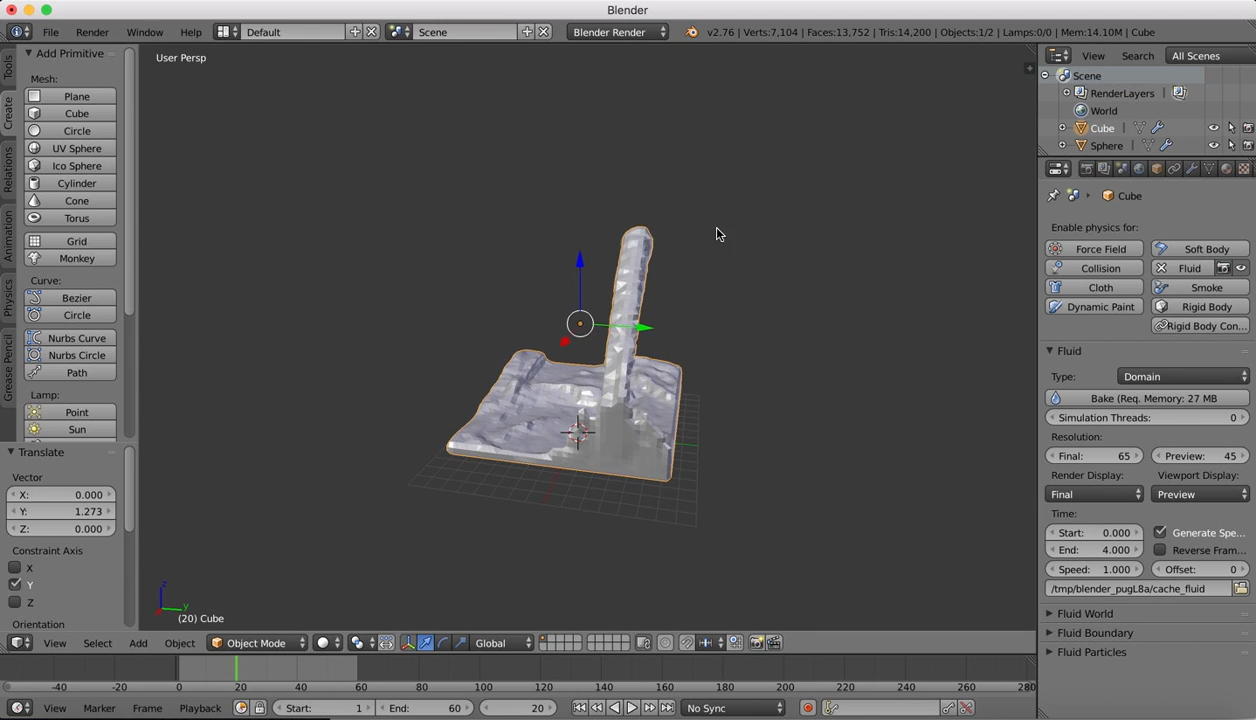 Blender
File Render Window Help Default Scene Blender Render v2.76 | Verts:7,104 | Faces:13,752 | Tris:14,200 | Objects:1/2 | Lamps:0/0 | Mem:14.10M | Cube
Tools
Create
Relations
Animation
Physics
Grease Pencil
Add Primitive
Mesh:
Plane
Cube
Circle
UV Sphere
Ico Sphere
Cylinder
Cone
Torus
Grid
Monkey
Curve:
Bezier
Circle
Nurbs Curve
Nurbs Circle
Path
Lamp:
Point
Sun
Translate
Vector
X: 0.000
Y: 1.273
Z: 0.000
Constraint Axis
X
Y
Z
Orientation
User Persp
z
y
(20) Cube
View Select Add Object Object Mode Global
-40 -20 0 20 40 60 80 100 120 140 160 180 200 220 240 260 280
View Marker Frame Playback Start: 1 End: 60 20 No Sync
View Search All Scenes
Scene
RenderLayers |
World
Cube |
Sphere |
Cube
Enable physics for:
Force Field Soft Body
Collision Fluid
Cloth Smoke
Dynamic Paint Rigid Body
Rigid Body Con...
Fluid
Type: Domain
Bake (Req. Memory: 27 MB
Simulation Threads: 0
Resolution:
Final: 65 Preview: 45
Render Display: Viewport Display:
Final Preview
Time:
Start: 0.000 Generate Spe...
End: 4.000 Reverse Fram...
Speed: 1.000 Offset: 0
/tmp/blender_pugL8a/cache_fluid
Fluid World
Fluid Boundary
Fluid Particles